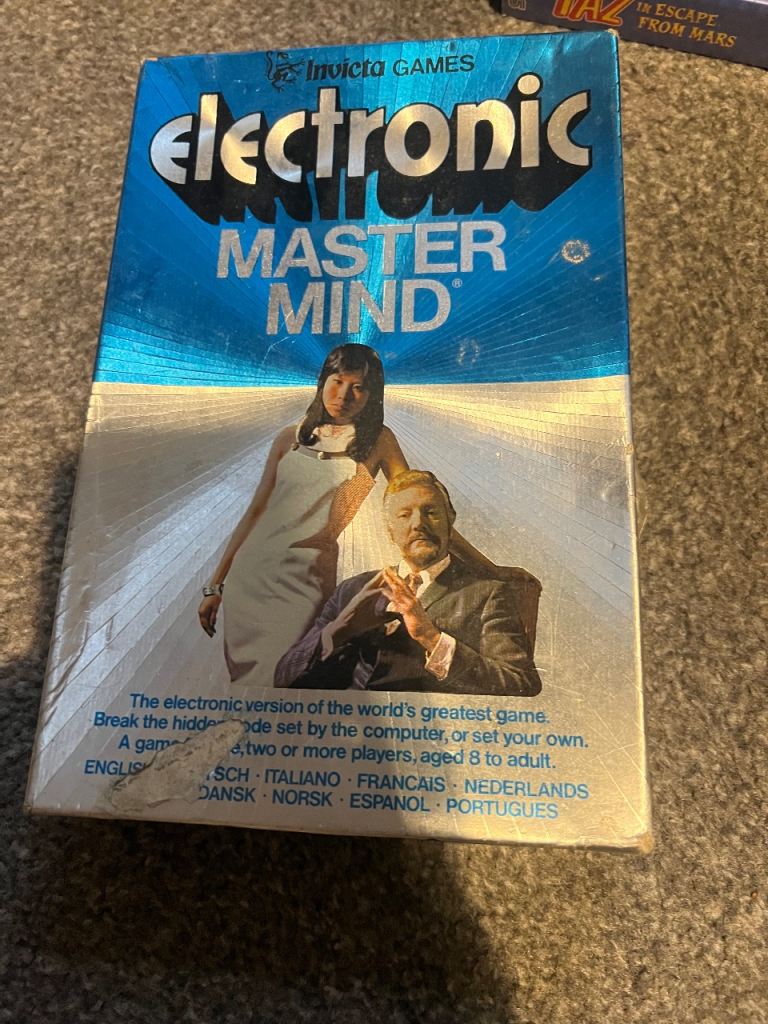 TAZ IN ESCAPE
FROM MARS
Invicta GAMES
electronic
MASTER
MIND®
The electronic version of the world's greatest game.
Break the hidden code set by the computer, or set your own.
A game two or more players, aged 8 to adult.
ITALIANO · FRANCAIS · NEDERLANDS
DANSK · NORSK · ESPANOL · PORTUGUES